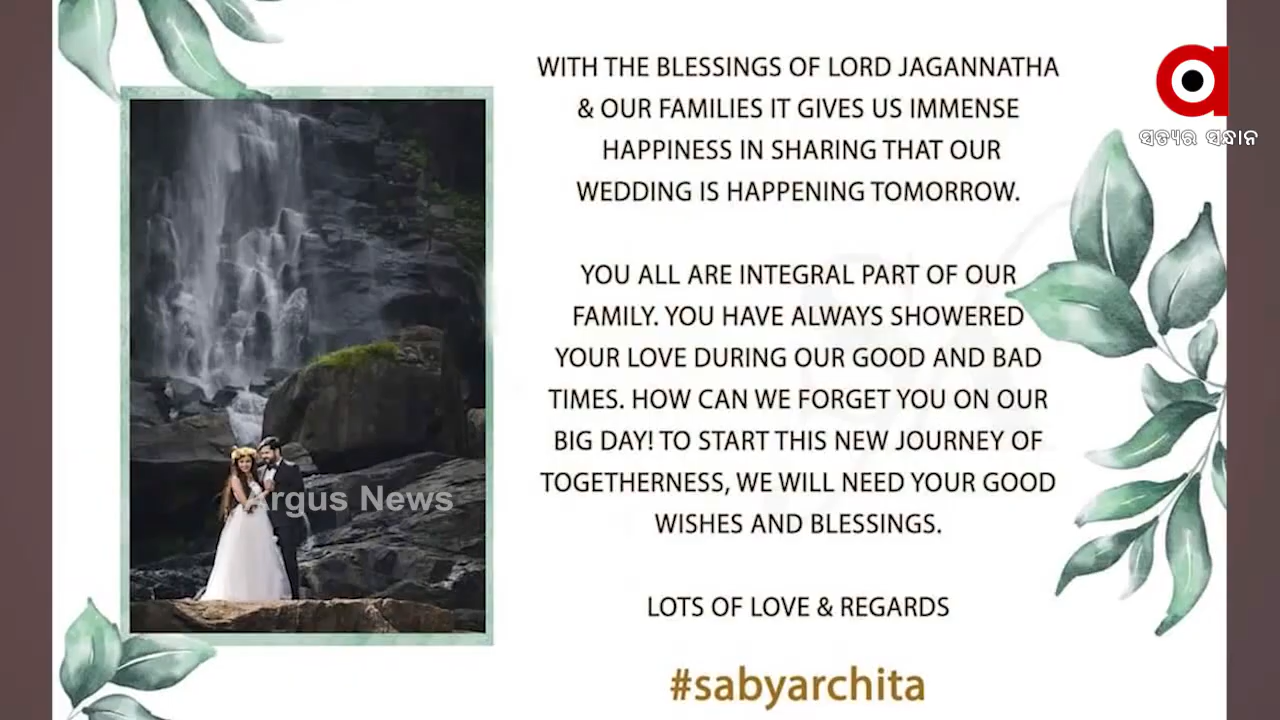 WITH THE BLESSINGS OF LORD JAGANNATHA
& OUR FAMILIES IT GIVES US IMMENSE
HAPPINESS IN SHARING THAT OUR
WEDDING IS HAPPENING TOMORROW.
YOU ALL ARE INTEGRAL PART OF OUR
FAMILY. YOU HAVE ALWAYS SHOWERED
YOUR LOVE DURING OUR GOOD AND BAD
TIMES. HOW CAN WE FORGET YOU ON OUR
BIG DAY! TO START THIS NEW JOURNEY OF
TOGETHERNESS, WE WILL NEED YOUR GOOD
WISHES AND BLESSINGS.
LOTS OF LOVE & REGARDS
#sabyarchita
Argus News
a
ସତ୍ୟର ସନ୍ଧାନ